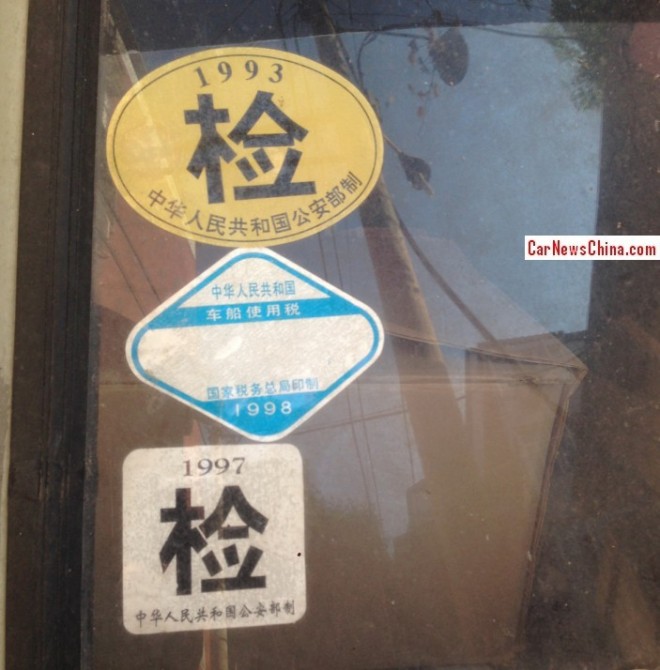 1993
检
中华人民共和国公安部制
中华人民共和国
车船使用税
国家税务总局印制
1998
1997
检
中华人民共和国公安部制
CarNewsChina.com